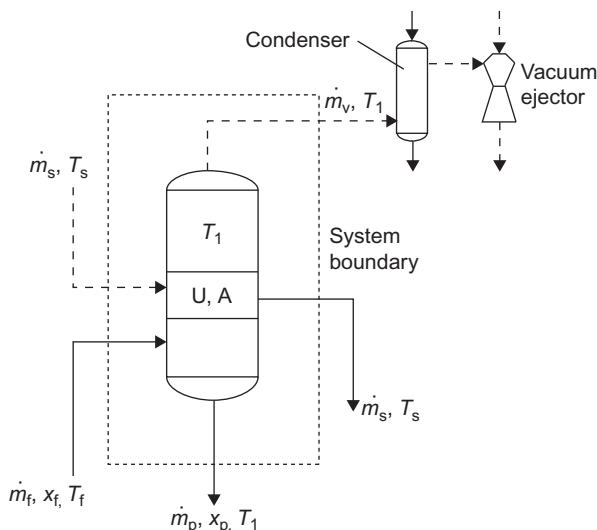 Condenser
Vacuum
ejector
ṁv, T1
ṁs, Ts
T1
System
boundary
U, A
ṁs, Ts
ṁf, xf, Tf
ṁp, xp, T1